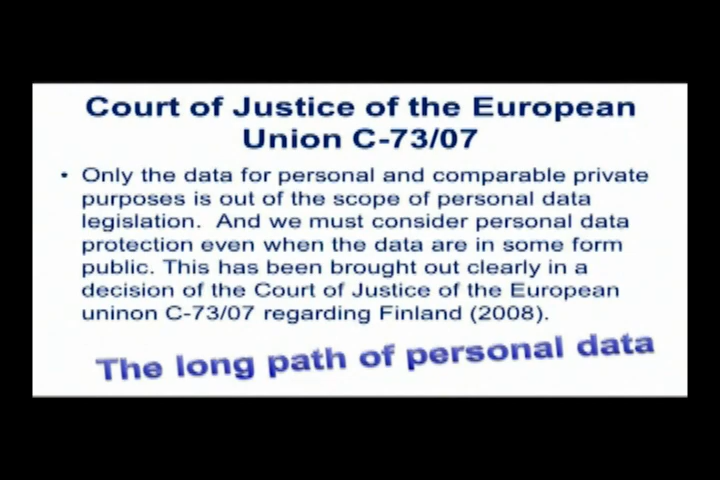 Court of Justice of the European
Union C-73/07
• Only the data for personal and comparable private
purposes is out of the scope of personal data
legislation. And we must consider personal data
protection even when the data are in some form
public. This has been brought out clearly in a
decision of the Court of Justice of the European
uninon C-73/07 regarding Finland (2008).
The long path of personal data